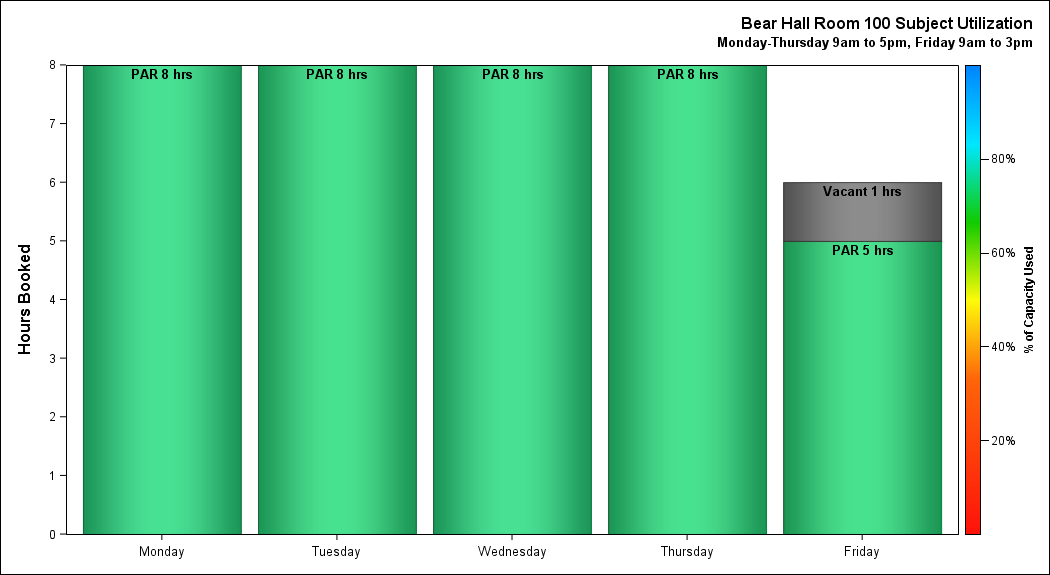 Bear Hall Room 100 Subject Utilization
Monday-Thursday 9am to 5pm, Friday 9am to 3pm
Hours Booked
8
7
6
5
4
3
2
1
0
PAR 8 hrs
PAR 8 hrs
PAR 8 hrs
PAR 8 hrs
Vacant 1 hrs
PAR 5 hrs
Monday
Tuesday
Wednesday
Thursday
Friday
80%
60%
40%
20%
% of Capacity Used